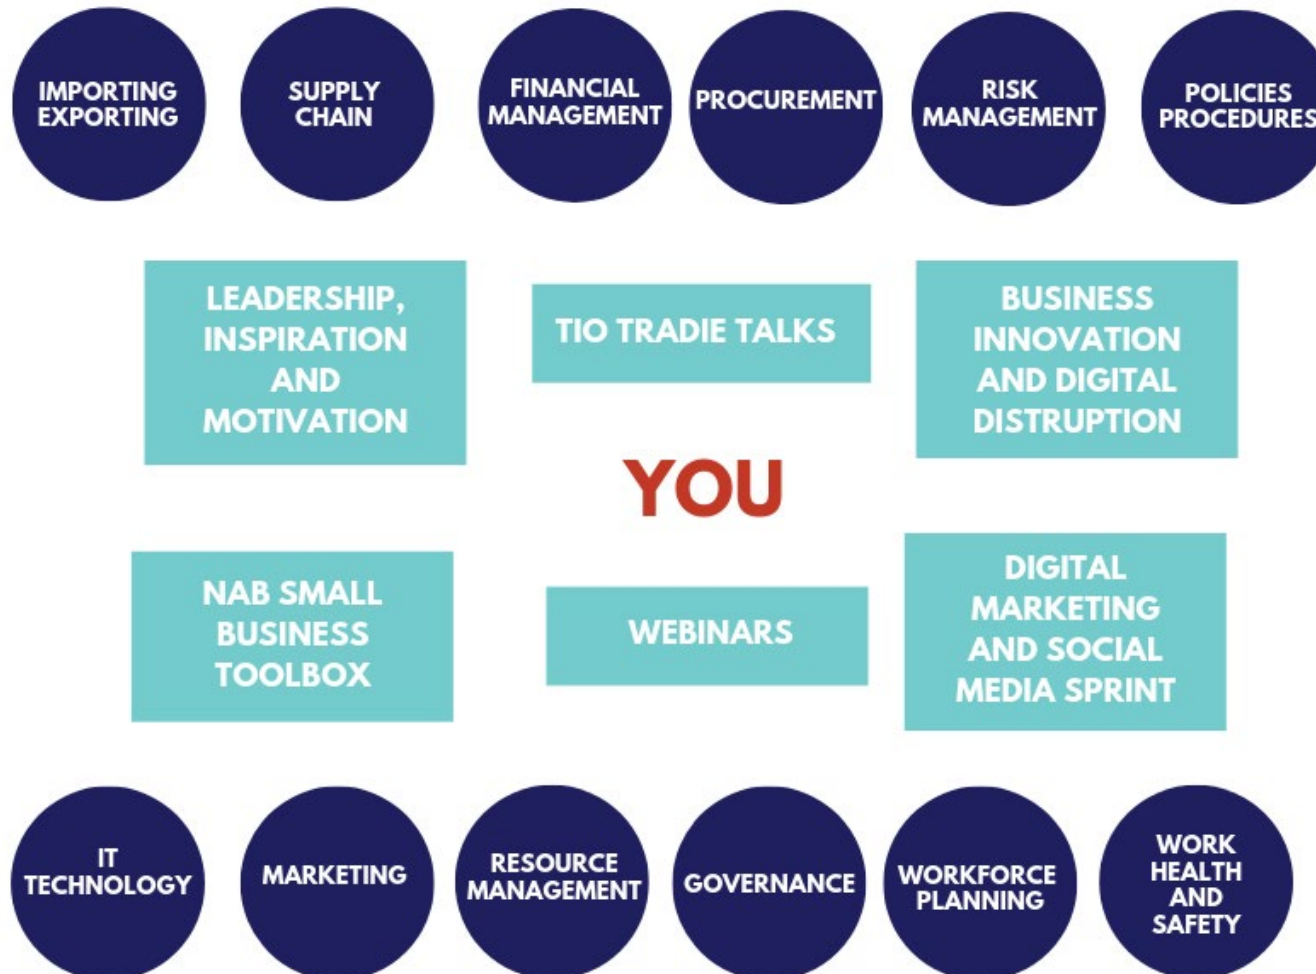 IMPORTING
EXPORTING
SUPPLY
CHAIN
FINANCIAL
MANAGEMENT
PROCUREMENT
RISK
MANAGEMENT
POLICIES
PROCEDURES
LEADERSHIP,
INSPIRATION
AND
MOTIVATION
TIO TRADIE TALKS
BUSINESS
INNOVATION
AND DIGITAL
DISTRUPTION
YOU
NAB SMALL
BUSINESS
TOOLBOX
WEBINARS
DIGITAL
MARKETING
AND SOCIAL
MEDIA SPRINT
IT
TECHNOLOGY
MARKETING
RESOURCE
MANAGEMENT
GOVERNANCE
WORKFORCE
PLANNING
WORK
HEALTH
AND
SAFETY